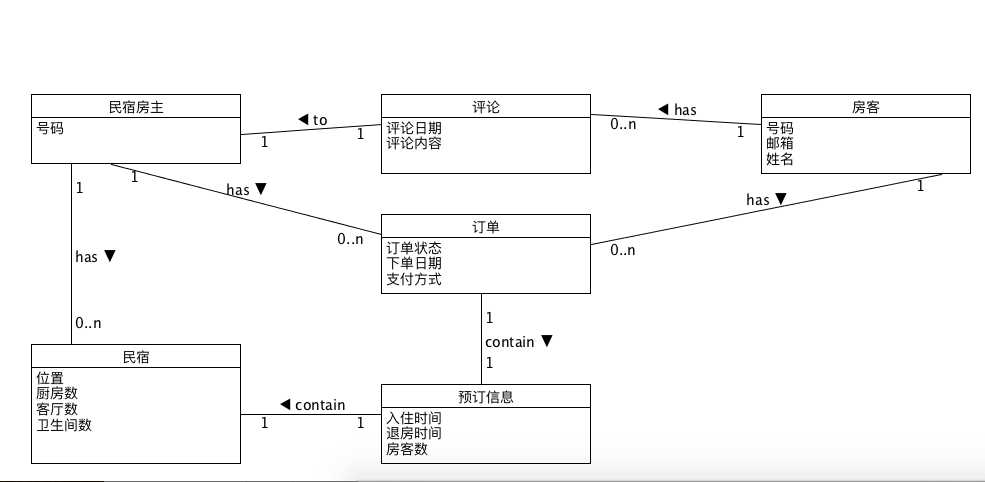 民宿房主
号码
评论
评论日期
评论内容
房客
号码
邮箱
姓名
◀ to
1
1
◀ has
0..n
1
1
has ▼
0..n
1
has ▼
0..n
订单
订单状态
下单日期
支付方式
1
has ▼
0..n
1
contain ▼
1
民宿
位置
厨房数
客厅数
卫生间数
◀ contain
1
1
预订信息
入住时间
退房时间
房客数